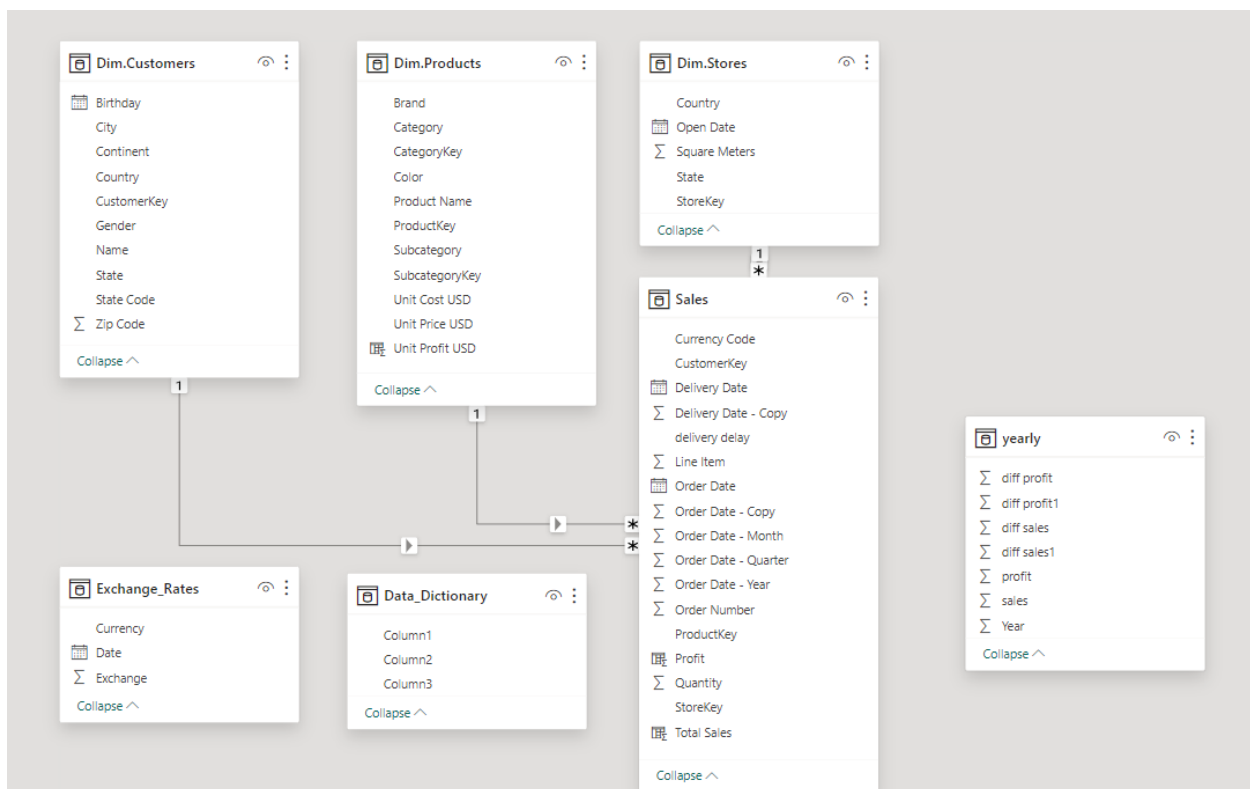 Dim.Customers
Birthday
City
Continent
Country
CustomerKey
Gender
Name
State
State Code
Zip Code
Collapse
1
Dim.Products
Brand
Category
CategoryKey
Color
Product Name
ProductKey
Subcategory
SubcategoryKey
Unit Cost USD
Unit Price USD
Unit Profit USD
Collapse
1
Dim.Stores
Country
Open Date
Square Meters
State
StoreKey
Collapse
1
*
Sales
Currency Code
CustomerKey
Delivery Date
Delivery Date - Copy
delivery delay
Line Item
Order Date
Order Date - Copy
Order Date - Month
Order Date - Quarter
Order Date - Year
Order Number
ProductKey
Profit
Quantity
StoreKey
Total Sales
Collapse
*
*
yearly
diff profit
diff profit1
diff sales
diff sales1
profit
sales
Year
Collapse
Exchange_Rates
Currency
Date
Exchange
Collapse
Data_Dictionary
Column1
Column2
Column3
Collapse